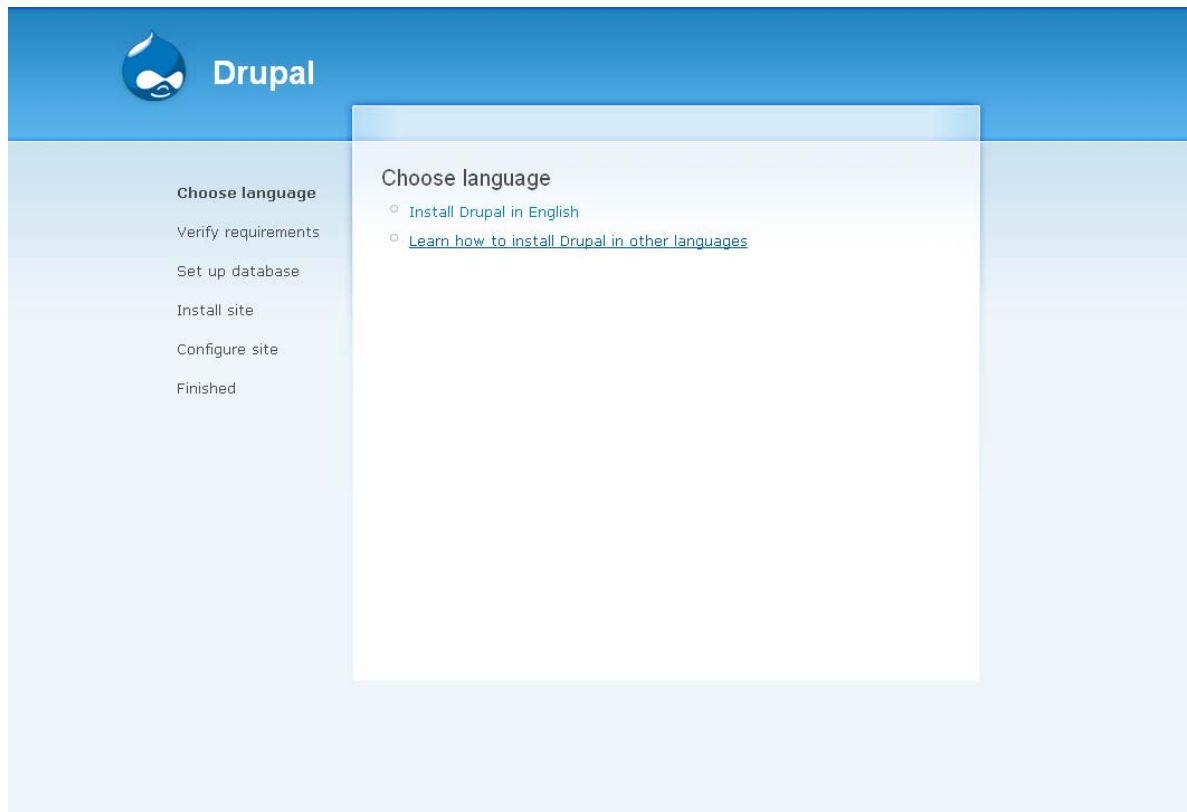 Drupal
Choose language
Verify requirements
Set up database
Install site
Configure site
Finished
Choose language
Install Drupal in English
Learn how to install Drupal in other languages